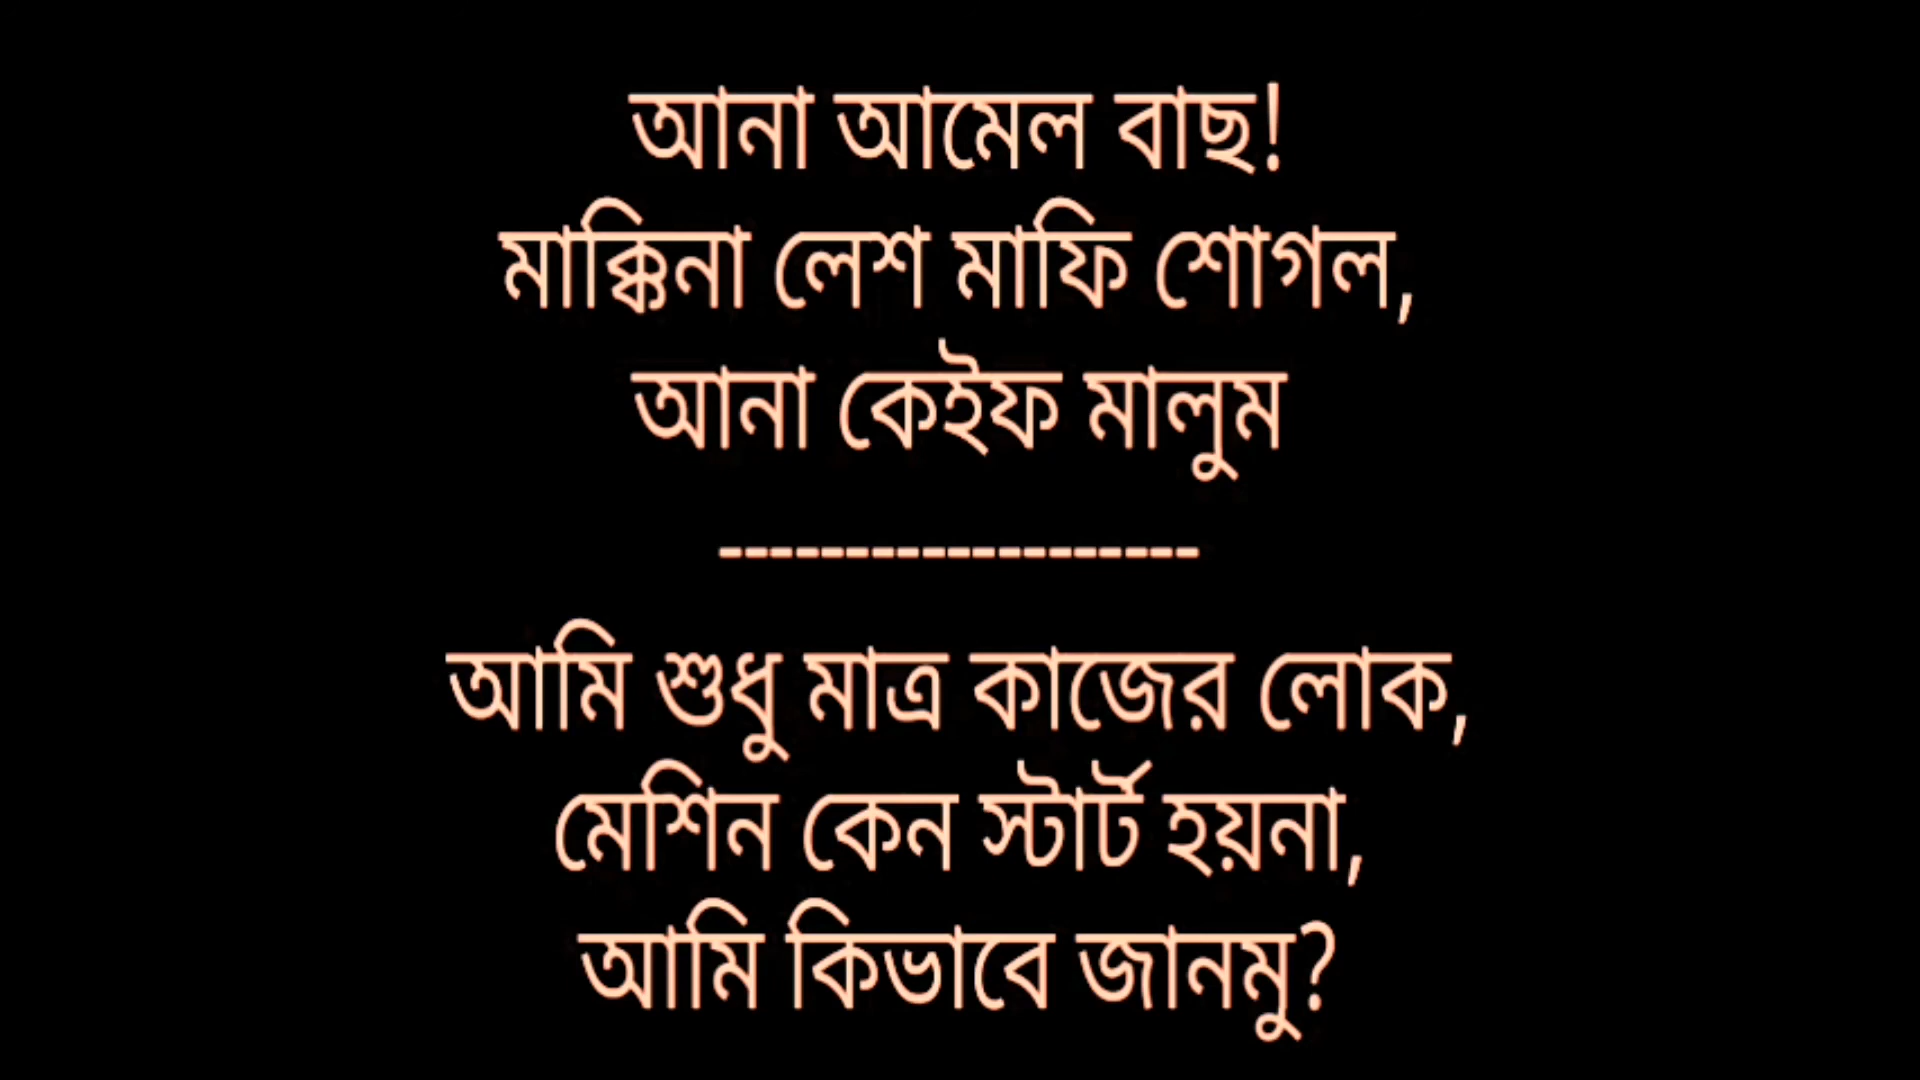 আনা আমেল বাছ!
মাক্কিনা লেশ মাফি শোগল,
আনা কেইফ মালুম
-------------------
আমি শুধু মাত্র কাজের লোক,
মেশিন কেন স্টার্ট হয়না,
আমি কিভাবে জানমু?